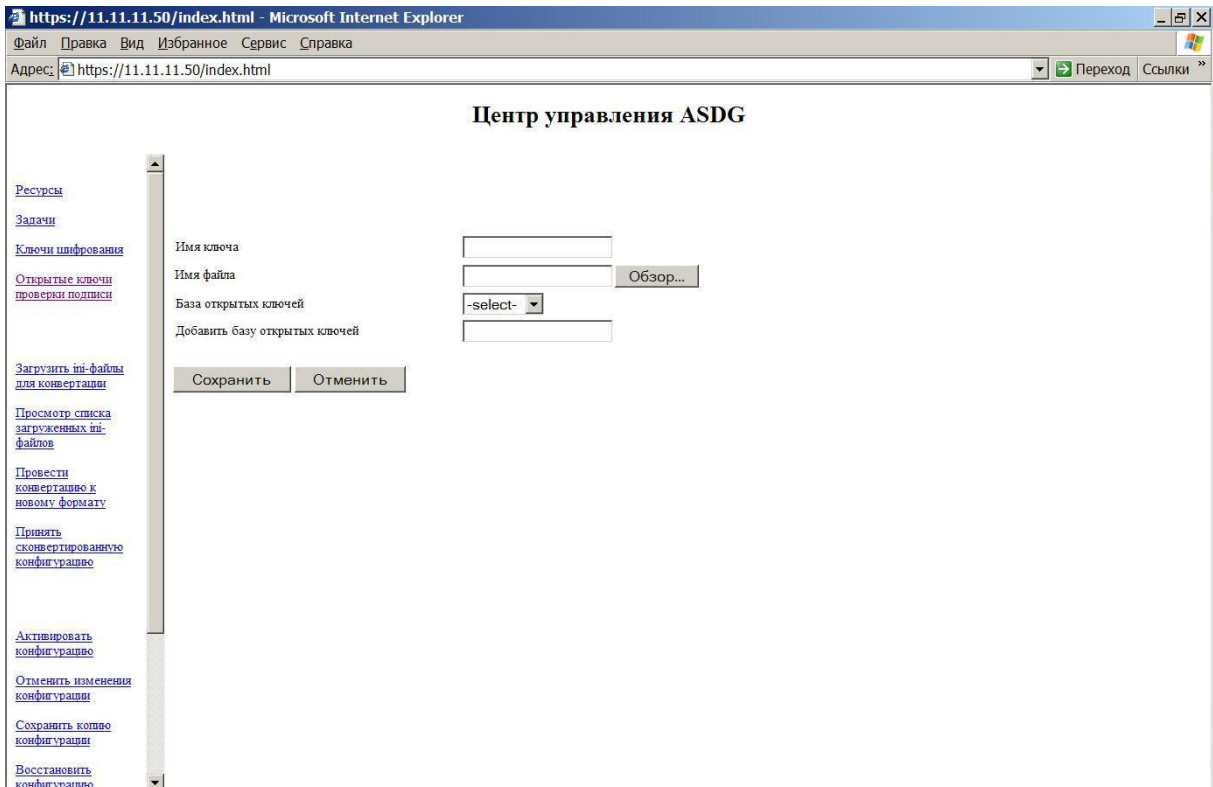 https://11.11.11.50/index.html - Microsoft Internet Explorer
Файл Правка Вид Избранное Сервис Справка
Адрес: https://11.11.11.50/index.html Переход Ссылки »
Центр управления ASDG
Ресурсы
Задачи
Ключи шифрования
Открытые ключи
проверки подписи
Загрузить ini-файлы
для конвертации
Просмотр списка
загруженных ini-
файлов
Провести
конвертацию к
новому формату
Принять
сконвертированную
конфигурацию
Активировать
конфигурацию
Отменить изменения
конфигурации
Сохранить копию
конфигурации
Восстановить
конфигурацию
Имя ключа
Имя файла Обзор...
База открытых ключей -select-
Добавить базу открытых ключей
Сохранить Отменить